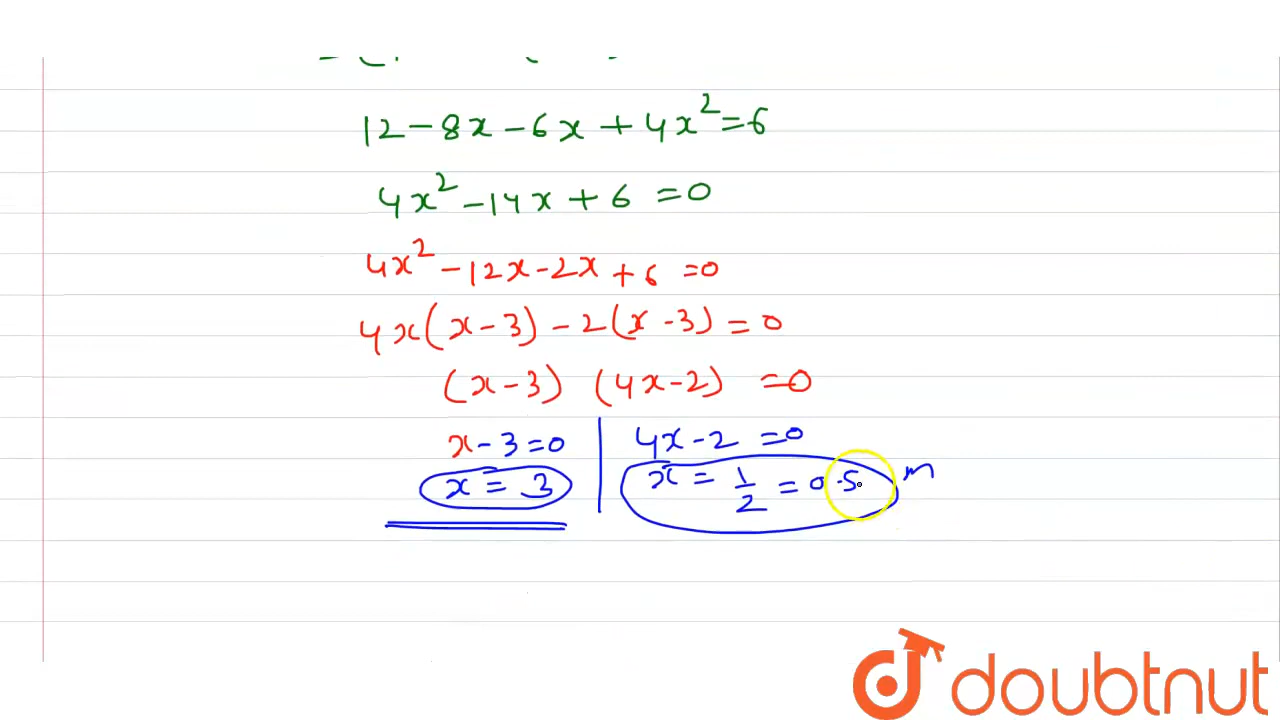 12 - 8x - 6x + 4x² = 6
4x² - 14x + 6 = 0
4x² - 12x - 2x + 6 = 0
4x(x - 3) - 2(x - 3) = 0
(x - 3) (4x - 2) = 0
x - 3 = 0 4x - 2 = 0
x = 3 x = 1/2 = 0.5 m
doubtnut